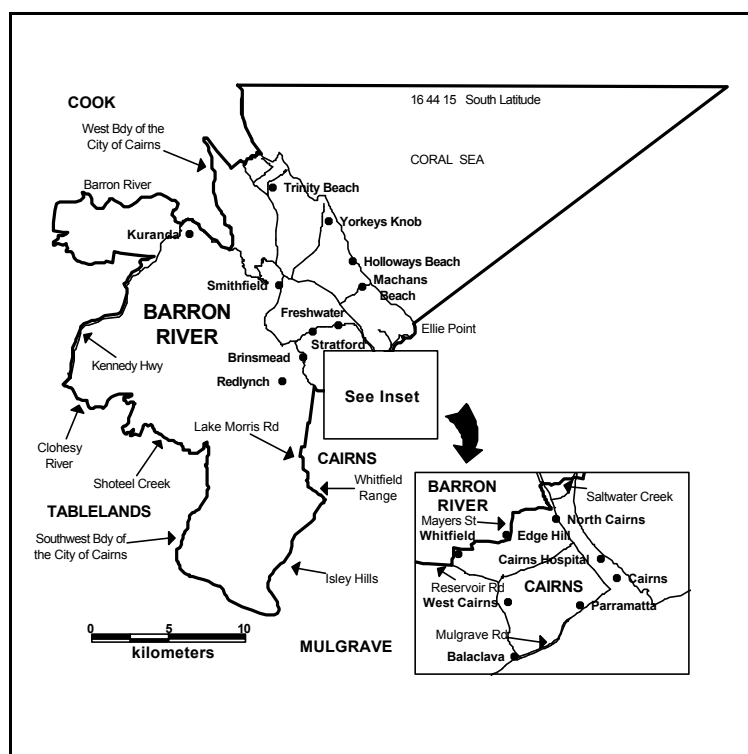 COOK
16 44 15 South Latitude
West Bdy of the
City of Cairns
CORAL SEA
Barron River
Trinity Beach
Yorkeys Knob
Kuranda
Holloways Beach
Smithfield
Machans
Beach
BARRON
RIVER
Freshwater
Ellie Point
Stratford
Kennedy Hwy
Brinsmead
Redlynch
See Inset
Clohesy
River
Lake Morris Rd
Shoteel Creek
CAIRNS
Whitfield
Range
TABLELANDS
Southwest Bdy of
the City of Cairns
Isley Hills
MULGRAVE
0 5 10
kilometers
BARRON
RIVER
Saltwater Creek
Mayers St
North Cairns
Whitfield
Edge Hill
Cairns Hospital
Cairns
Reservoir Rd
CAIRNS
West Cairns
Parramatta
Mulgrave Rd
Balaclava